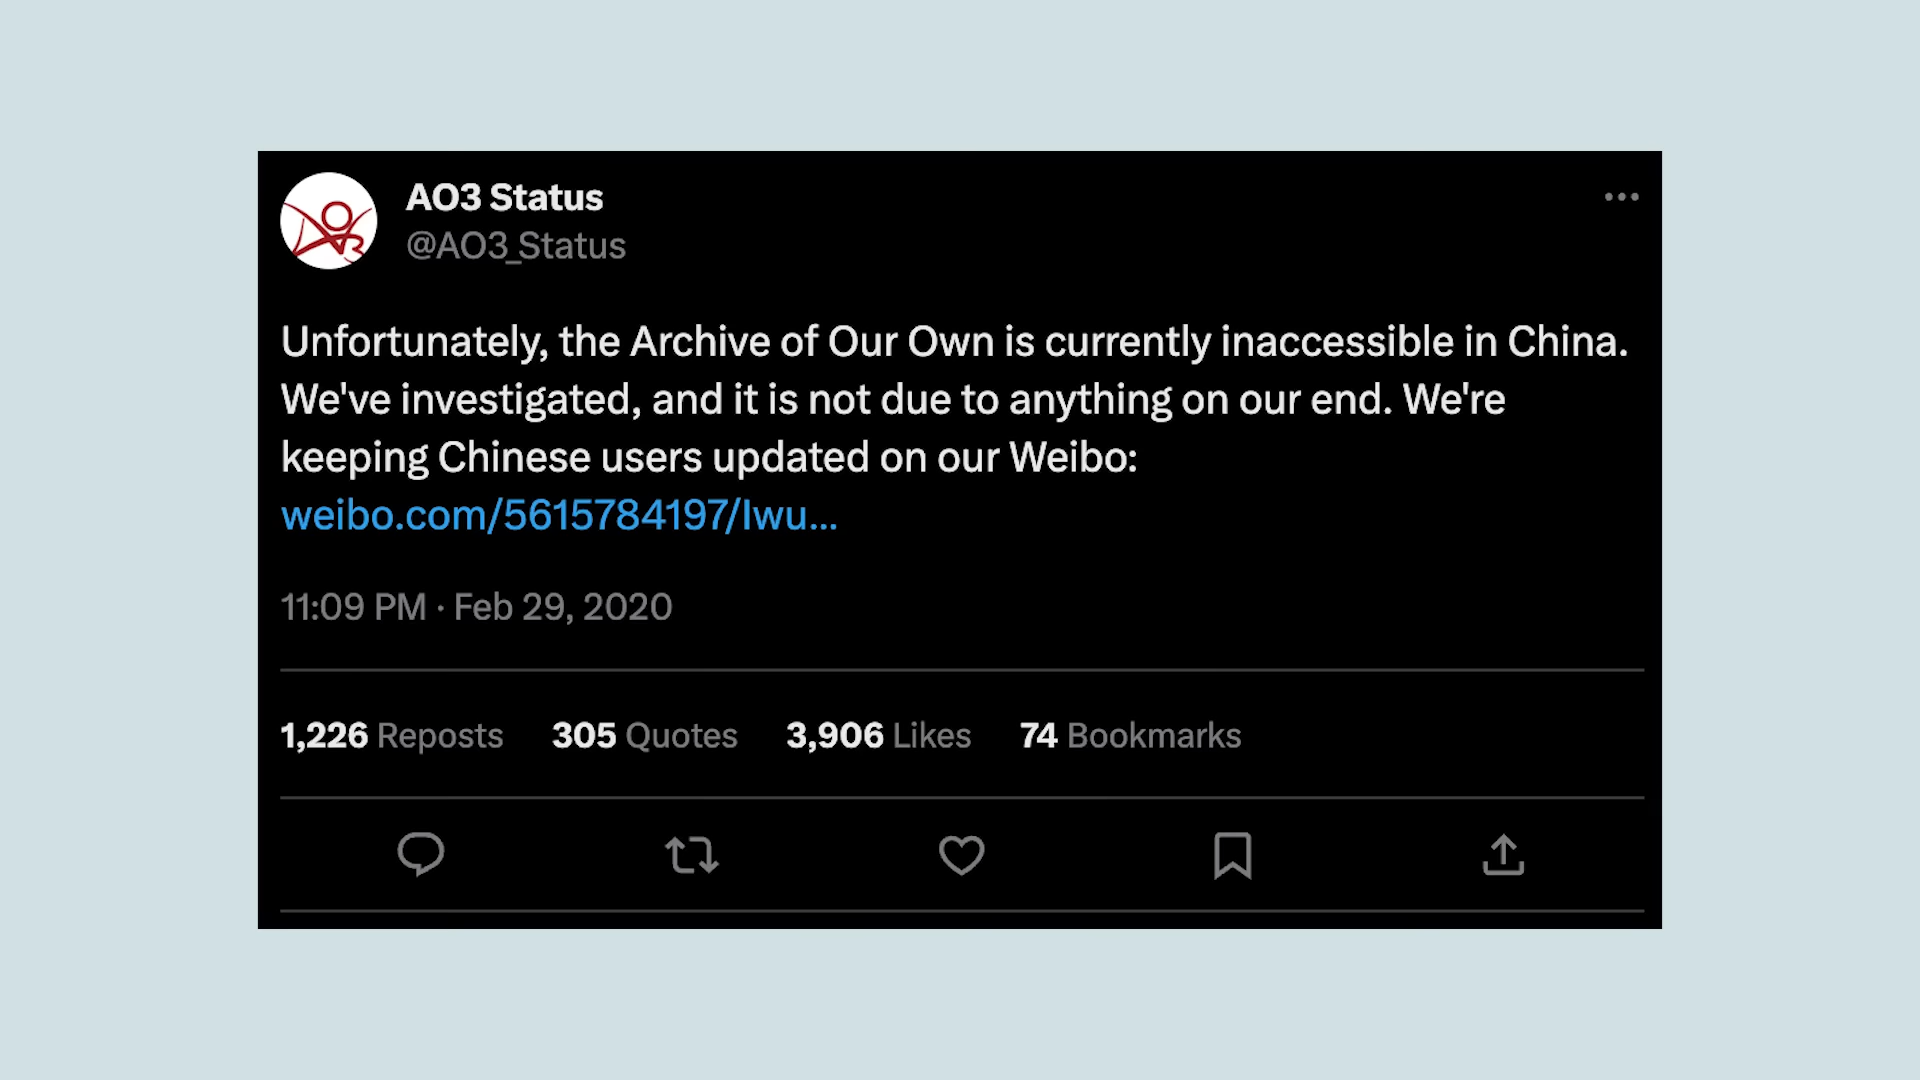 AO3 Status
@AO3_Status
Unfortunately, the Archive of Our Own is currently inaccessible in China.
We've investigated, and it is not due to anything on our end. We're
keeping Chinese users updated on our Weibo:
weibo.com/5615784197/Iwu...
11:09 PM · Feb 29, 2020
1,226 Reposts 305 Quotes 3,906 Likes 74 Bookmarks